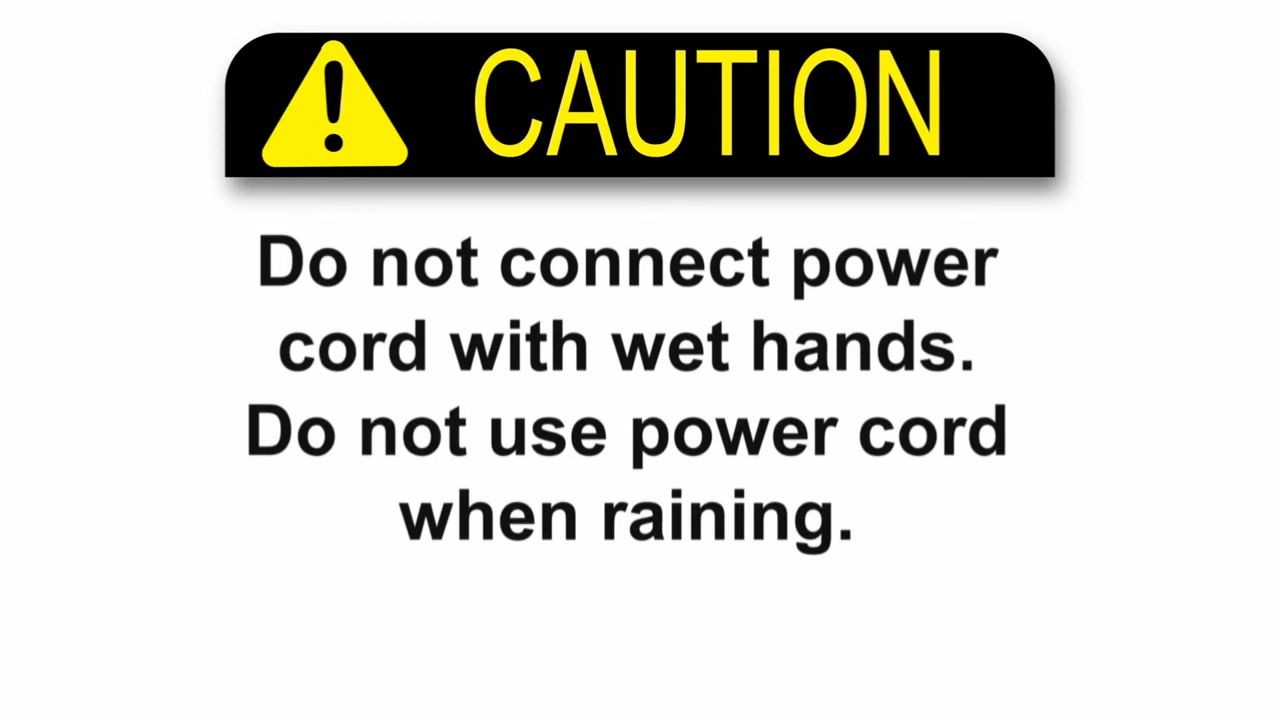 CAUTION
Do not connect power
cord with wet hands.
Do not use power cord
when raining.